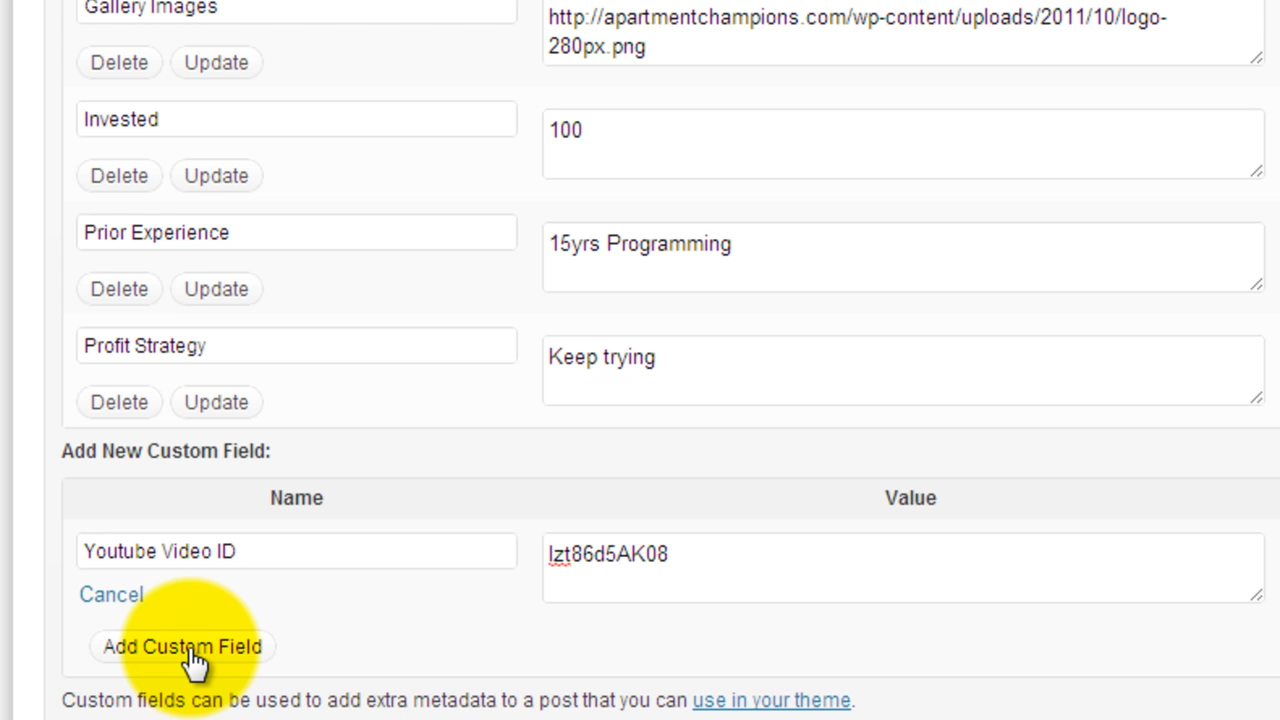 Gallery Images
http://apartmentchampions.com/wp-content/uploads/2011/10/logo-
280px.png
Delete Update
Invested
100
Delete Update
Prior Experience
15yrs Programming
Delete Update
Profit Strategy
Keep trying
Delete Update
Add New Custom Field:
Name Value
Youtube Video ID
lzt86d5AK08
Cancel
Add Custom Field
Custom fields can be used to add extra metadata to a post that you can use in your theme.